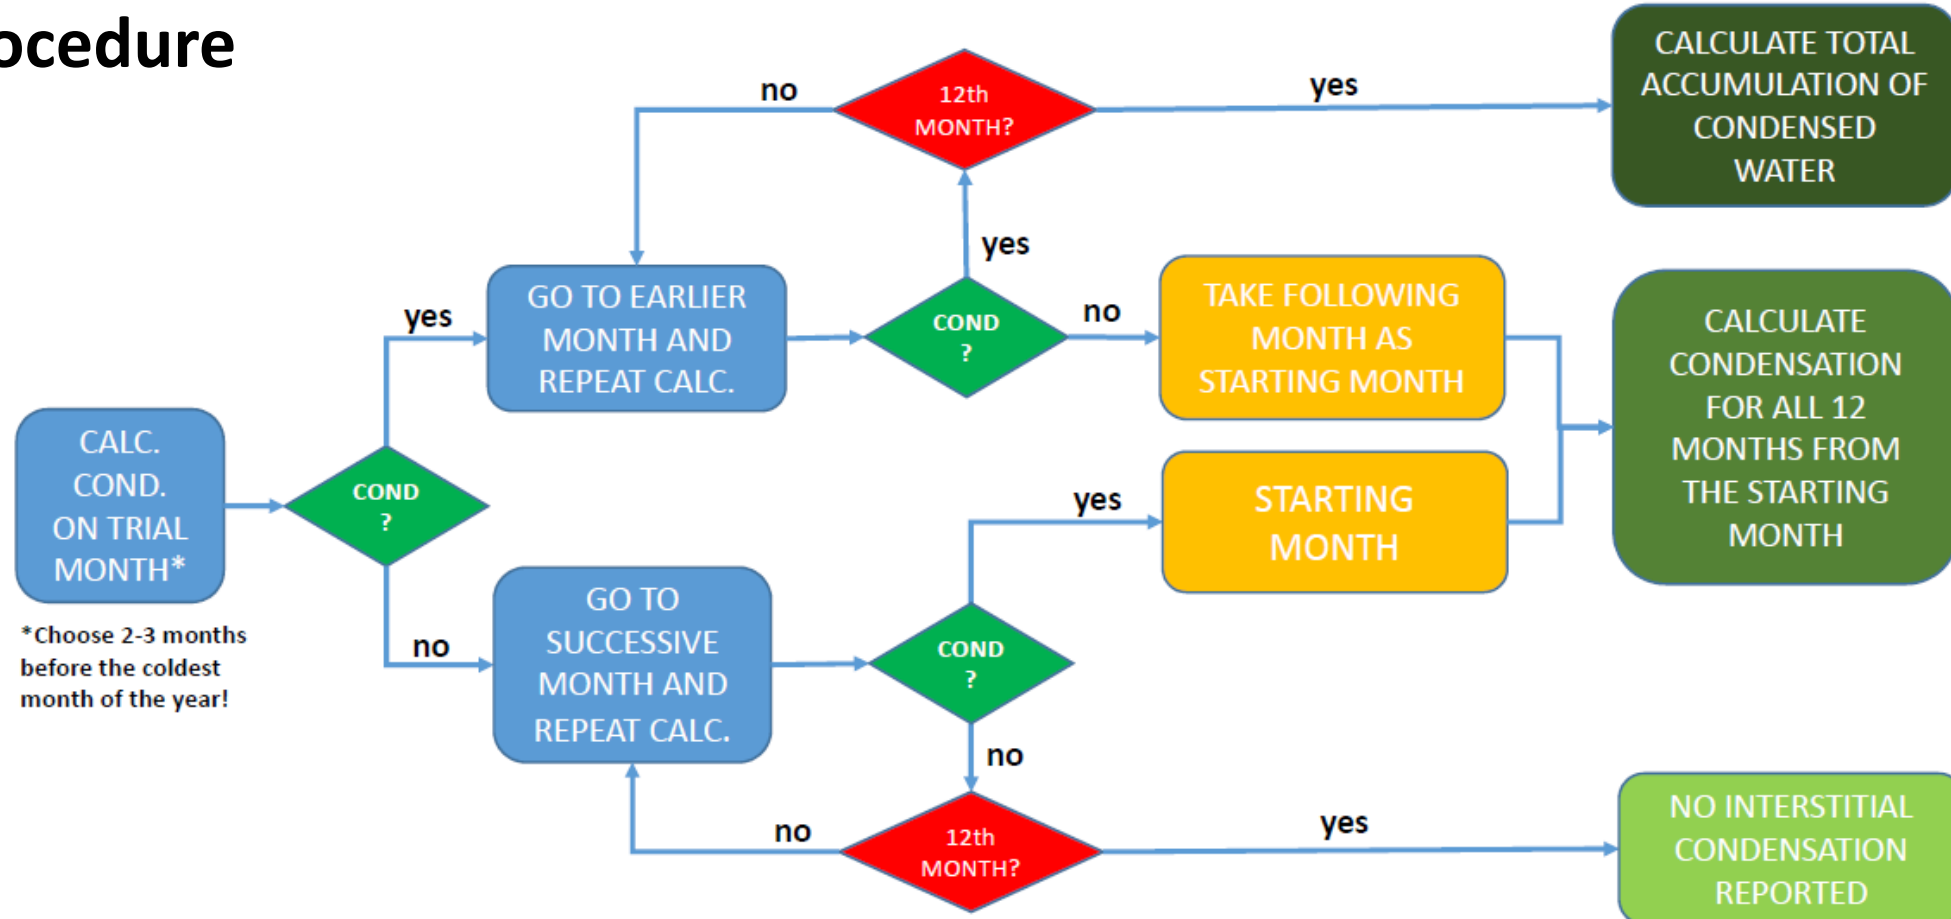 ocedure
CALCULATE TOTAL
ACCUMULATION OF
CONDENSED
WATER
no
12th
MONTH?
yes
yes
yes
GO TO EARLIER
MONTH AND
REPEAT CALC.
COND
?
no
TAKE FOLLOWING
MONTH AS
STARTING MONTH
CALCULATE
CONDENSATION
FOR ALL 12
MONTHS FROM
THE STARTING
MONTH
CALC.
COND.
ON TRIAL
MONTH*
COND
?
yes
STARTING
MONTH
*Choose 2-3 months
before the coldest
month of the year!
no
GO TO
SUCCESSIVE
MONTH AND
REPEAT CALC.
COND
?
no
no
12th
MONTH?
yes
NO INTERSTITIAL
CONDENSATION
REPORTED